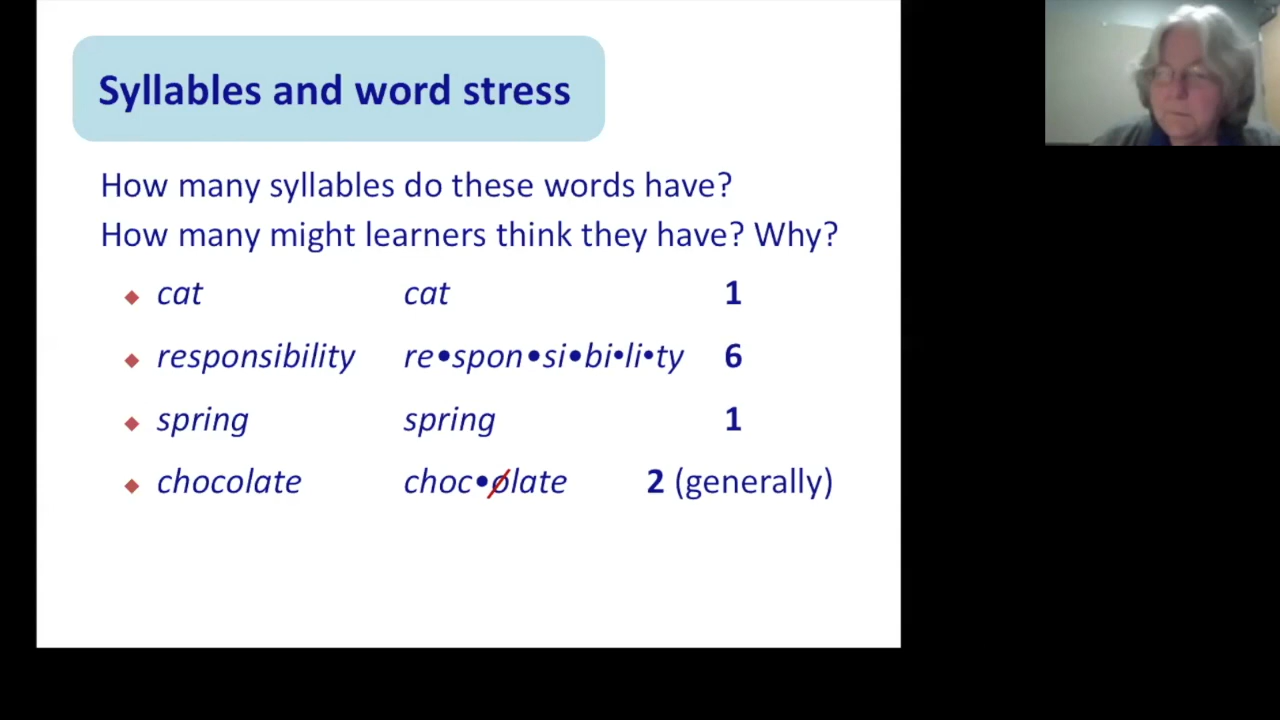 Syllables and word stress
How many syllables do these words have?
How many might learners think they have? Why?
cat cat 1
responsibility re•spon•si•bi•li•ty 6
spring spring 1
chocolate choc•olate 2 (generally)